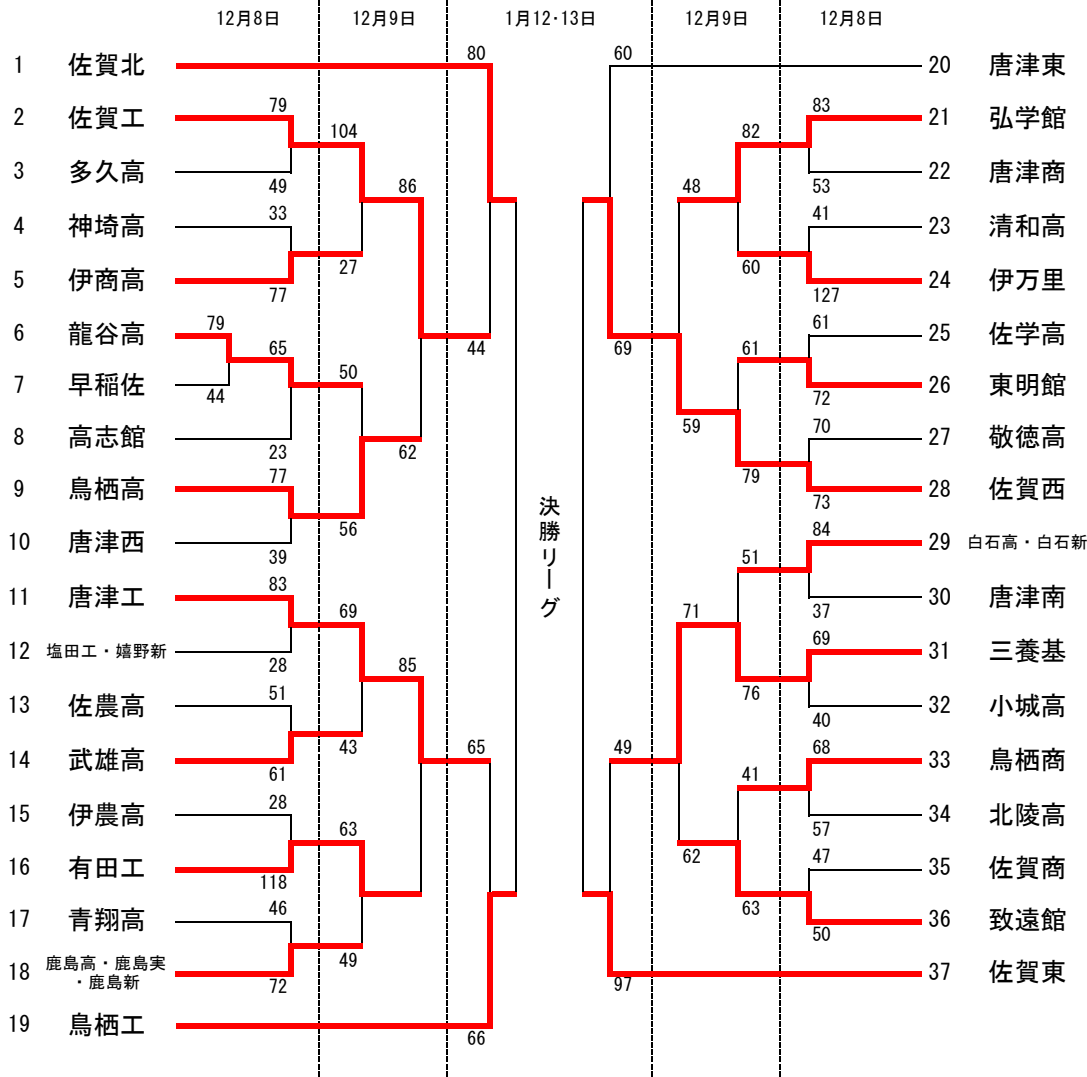 12月8日 12月9日 1月12・13日 12月9日 12月8日
80 60
1 佐賀北 20 唐津東
79 83
2 佐賀工 104 82 21 弘学館
3 多久高 22 唐津商
49 86 48 53
4 神埼高 33 41 23 清和高
27 60
5 伊商高 77 127 24 伊万里
6 龍谷高 79 65 44 69 61 61 25 佐学高
7 早稲佐 44 50 72 26 東明館
8 高志館 23 62 59 70 27 敬徳高
9 鳥栖高 77 79 73 28 佐賀西
56
10 唐津西 39 84 29 白石高・白石新
決勝リーグ
11 唐津工 83 69 51 37 30 唐津南
12 塩田工・嬉野新 28 71 69 31 三養基
13 佐農高 51 85 76 40 32 小城高
43
14 武雄高 61 65 49 68 33 鳥栖商
15 伊農高 28 63 41 57 34 北陵高
16 有田工 118 62 47 35 佐賀商
17 青翔高 46 63 50 36 致遠館
49
18 鹿島高・鹿島実
・鹿島新 72 97 37 佐賀東
19 鳥栖工 66